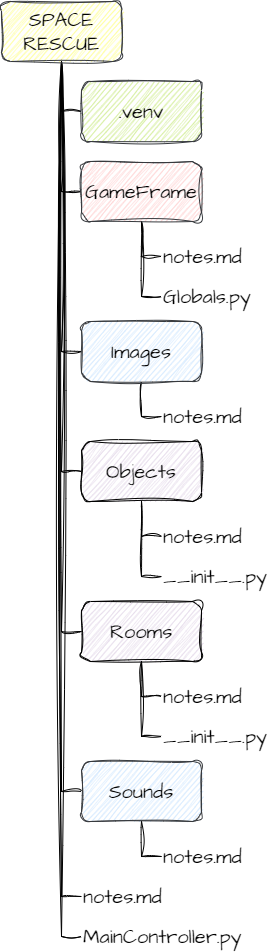 SPACE
RESCUE
.venv
GameFrame
notes.md
Globals.py
Images
notes.md
Objects
notes.md
__init__.py
Rooms
notes.md
__init__.py
Sounds
notes.md
notes.md
MainController.py